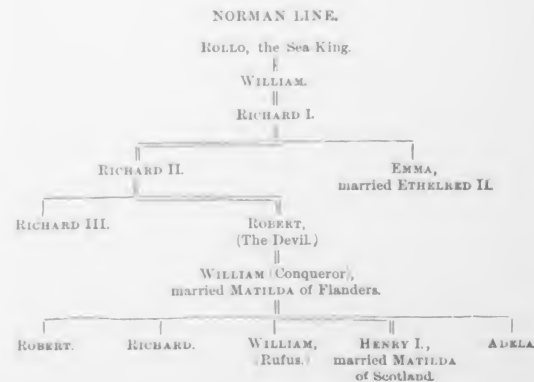 NORMAN LINE.
ROLLO, the Sea King.
WILLIAM.
RICHARD I.
RICHARD II.
EMMA,
married ETHELRED II.
RICHARD III.
ROBERT,
(The Devil.)
WILLIAM (Conqueror),
married MATILDA of Flanders.
ROBERT.
RICHARD.
WILLIAM,
(Rufus.)
HENRY I.,
married MATILDA
of Scotland.
ADELA